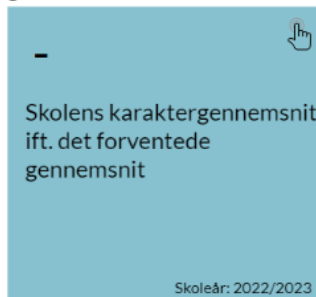 -
Skolens karaktergennemsnit
ift. det forventede
gennemsnit
Skoleår: 2022/2023